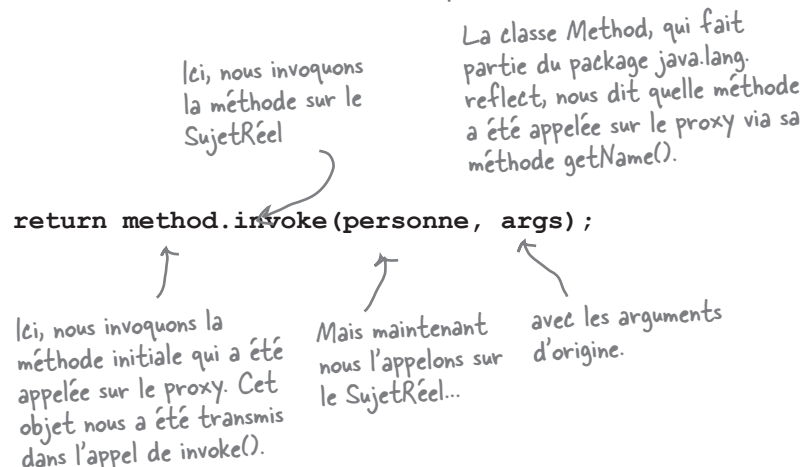 Ici, nous invoquons
la méthode sur le
SujetRéel
La classe Method, qui fait
partie du package java.lang.
reflect, nous dit quelle méthode
a été appelée sur le proxy via sa
méthode getName().
return method.invoke(personne, args);
Ici, nous invoquons la
méthode initiale qui a été
appelée sur le proxy. Cet
objet nous a été transmis
dans l'appel de invoke().
Mais maintenant
nous l'appelons sur
le SujetRéel...
avec les arguments
d'origine.